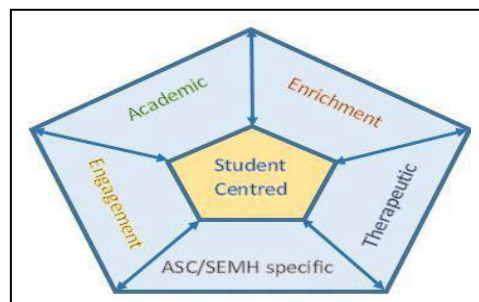 Academic
Enrichment
Student
Centred
Engagement
Therapeutic
ASC/SEMH specific